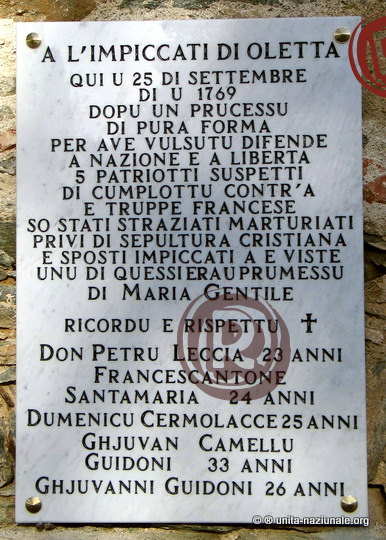 A L'IMPICCATI DI OLETTA
QUI U 25 DI SETTEMBRE
DI U 1769
DOPU UN PRUCESSU
DI PURA FORMA
PER AVE VULSUTU DIFENDE
A NAZIONE E A LIBERTA
5 PATRIOTTI SUSPETTI
DI CUMPLOTTU CONTR'A
E TRUPPE FRANCESE
SO STATI STRAZIATI MARTURIATI
PRIVI DI SEPULTURA CRISTIANA
E SPOSTI IMPICCATI A E VISTE
UNU DI QUESSI ERA U PRUMESSU
DI MARIA GENTILE
RICORDU E RISPETTU ✝
DON PETRU LECCIA 23 ANNI
FRANCESCANTONE
SANTAMARIA 24 ANNI
DUMENICU CERMOLACCE 25 ANNI
GHJUVAN CAMELLU
GUIDONI 33 ANNI
GHJUVANNI GUIDONI 26 ANNI
© ® unita-naziunale.org